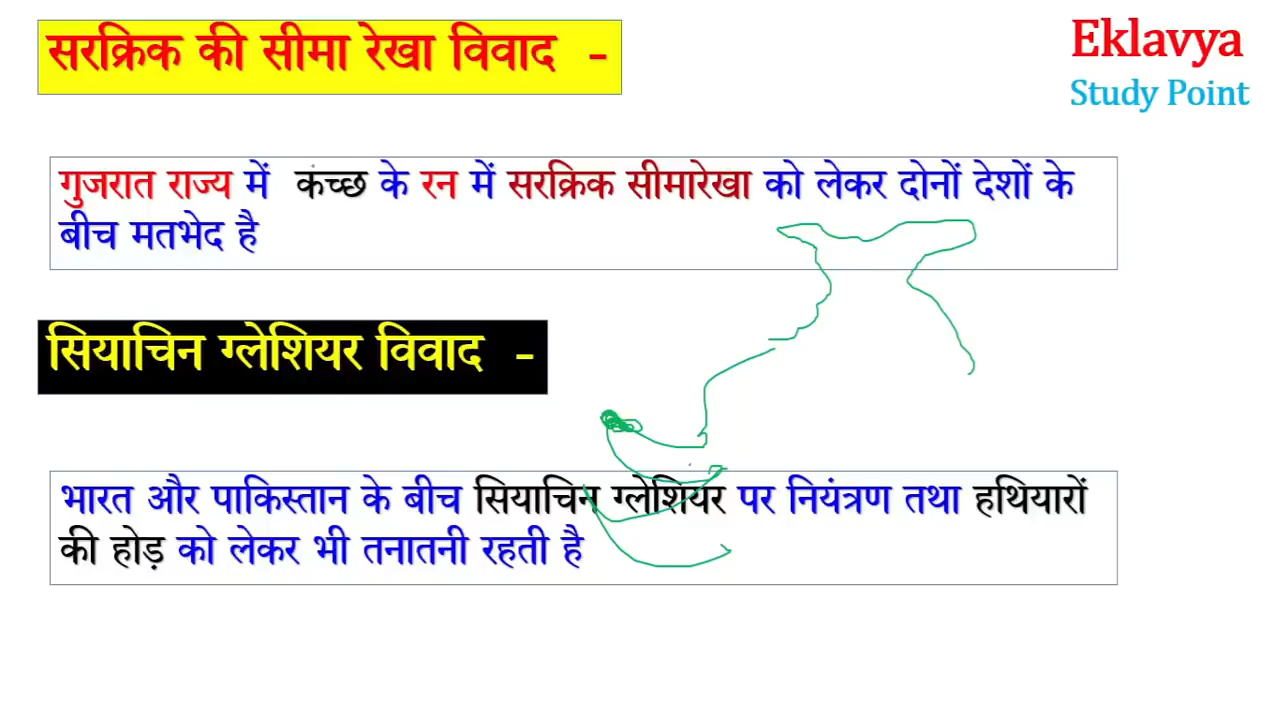 सरक्रिक की सीमा रेखा विवाद -
Eklavya
Study Point
गुजरात राज्य में कंच्छ के रन में सरक्रिक सीमारेखा को लेकर दोनों देशों के
बीच मतभेद है
सियाचिन ग्लेशियर विवाद -
भारत और पाकिस्तान के बीच सियाचिन ग्लेशियर पर नियंत्रण तथा हथियारों
की होड़ को लेकर भी तनातनी रहती है